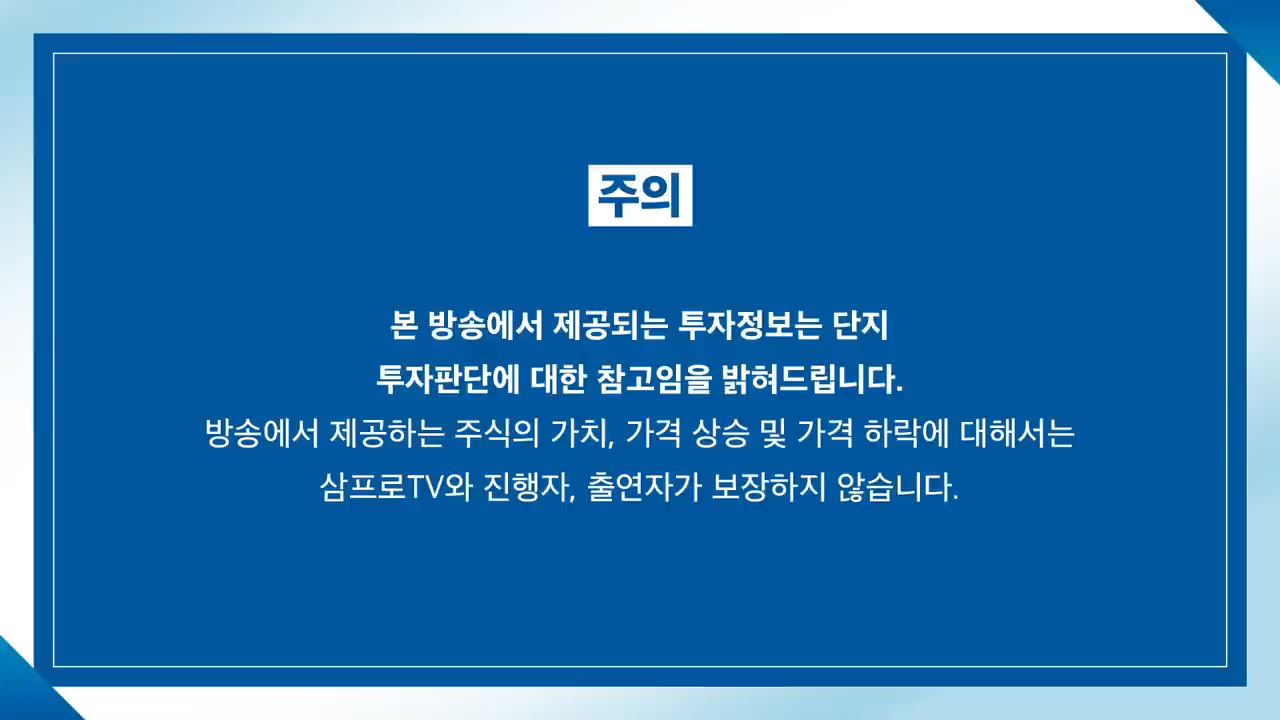 주의
본 방송에서 제공되는 투자정보는 단지
투자판단에 대한 참고임을 밝혀드립니다.
방송에서 제공하는 주식의 가치, 가격 상승 및 가격 하락에 대해서는
삼프로TV와 진행자, 출연자가 보장하지 않습니다.